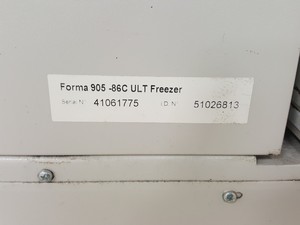 Forma 905 -86C ULT Freezer
Serial N 41061775 I.D. N 51026813